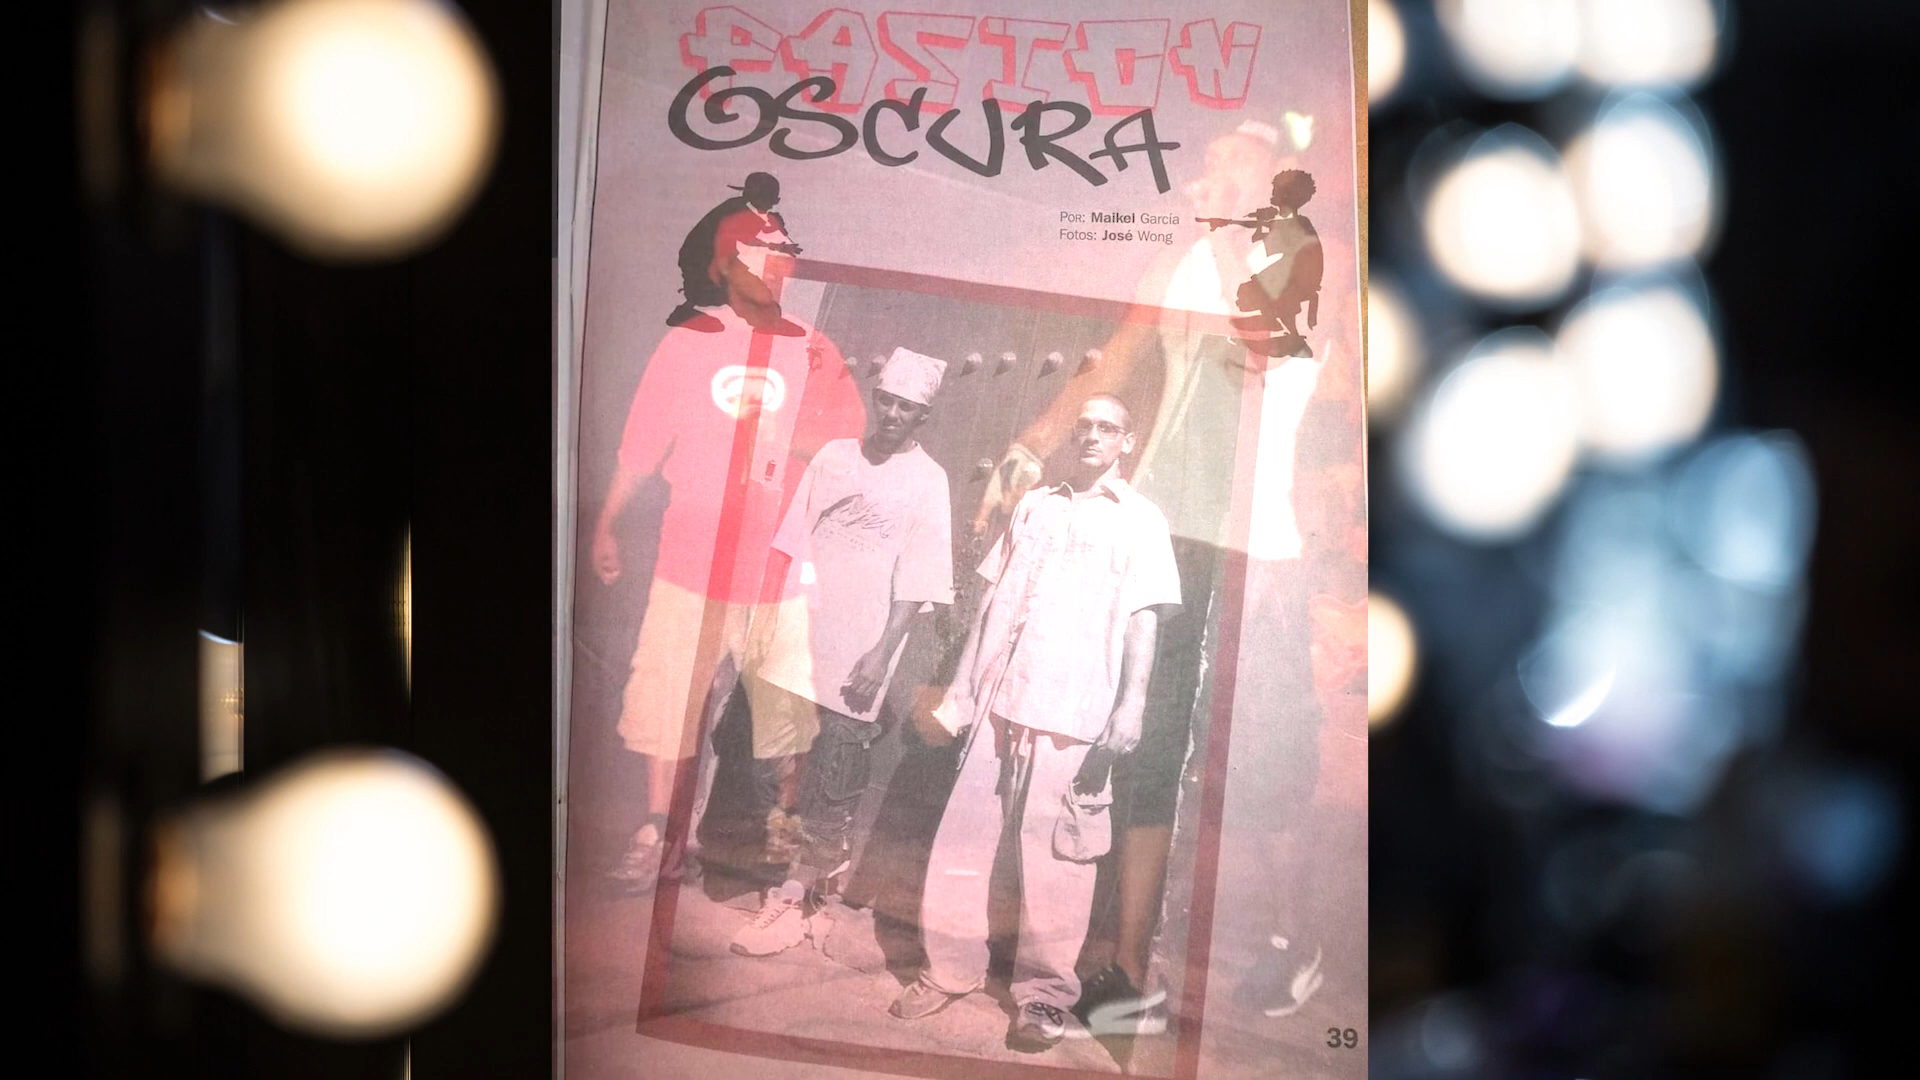 PASION
OSCURA
POR: Maikel García
Fotos: José Wong
39